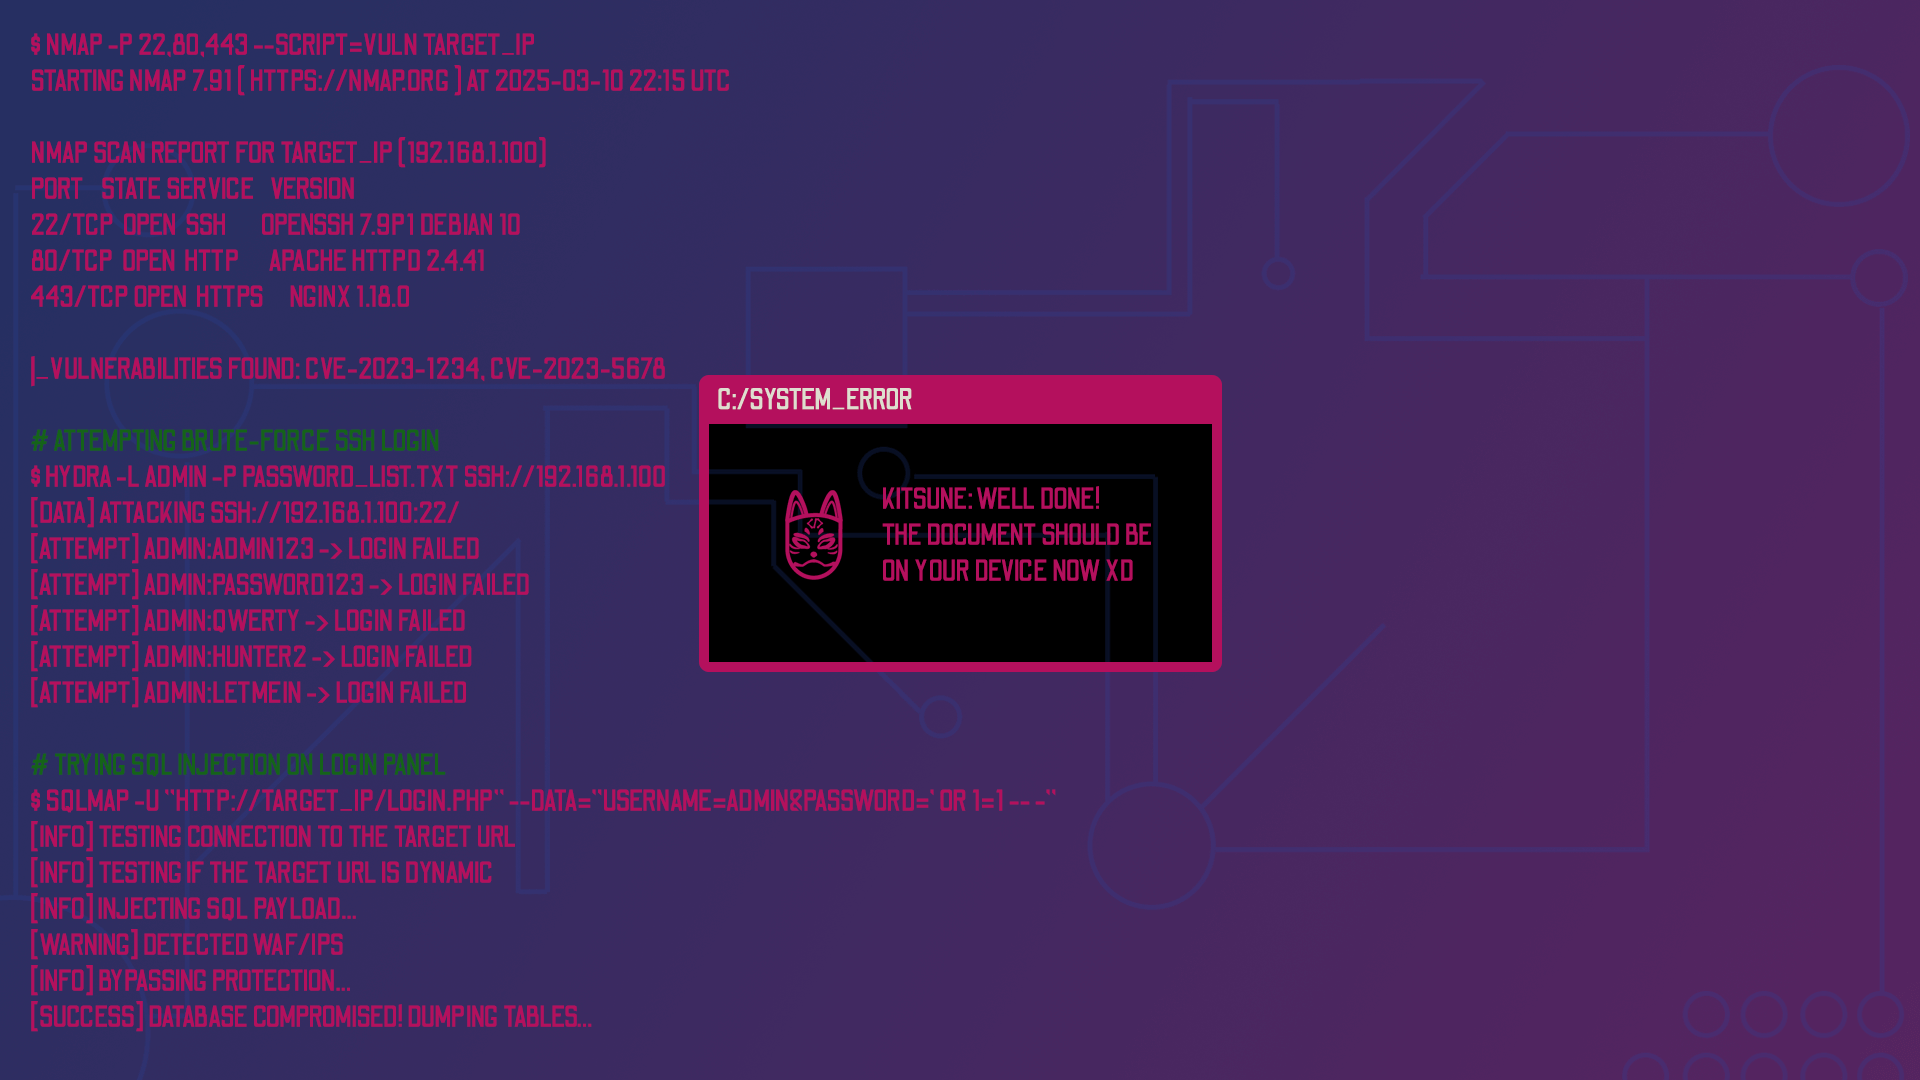 $ NMAP -P 22,80,443 --SCRIPT=VULN TARGET_IP
STARTING NMAP 7.91 [ HTTPS://NMAP.ORG ] AT 2025-03-10 22:15 UTC
NMAP SCAN REPORT FOR TARGET_IP [192.168.1.100]
PORT STATE SERVICE VERSION
22/TCP OPEN SSH OPENSSH 7.9P1 DEBIAN 10
80/TCP OPEN HTTP APACHE HTTPD 2.4.41
443/TCP OPEN HTTPS NGINX 1.18.0
|_VULNERABILITIES FOUND: CVE-2023-1234, CVE-2023-5678
# ATTEMPTING BRUTE-FORCE SSH LOGIN
$ HYDRA -L ADMIN -P PASSWORD_LIST.TXT SSH://192.168.1.100
[DATA] ATTACKING SSH://192.168.1.100:22/
[ATTEMPT] ADMIN:ADMIN123 -> LOGIN FAILED
[ATTEMPT] ADMIN:PASSWORD123 -> LOGIN FAILED
[ATTEMPT] ADMIN:QWERTY -> LOGIN FAILED
[ATTEMPT] ADMIN:HUNTER2 -> LOGIN FAILED
[ATTEMPT] ADMIN:LETMEIN -> LOGIN FAILED
# TRYING SQL INJECTION ON LOGIN PANEL
$ SQLMAP -U "HTTP://TARGET_IP/LOGIN.PHP" --DATA="USERNAME=ADMIN&PASSWORD=' OR 1=1 -- -"
[INFO] TESTING CONNECTION TO THE TARGET URL
[INFO] TESTING IF THE TARGET URL IS DYNAMIC
[INFO] INJECTING SQL PAYLOAD...
[WARNING] DETECTED WAF/IPS
[INFO] BYPASSING PROTECTION...
[SUCCESS] DATABASE COMPROMISED! DUMPING TABLES...
C:/SYSTEM_ERROR
</>
KITSUNE: WELL DONE!
THE DOCUMENT SHOULD BE
ON YOUR DEVICE NOW XD